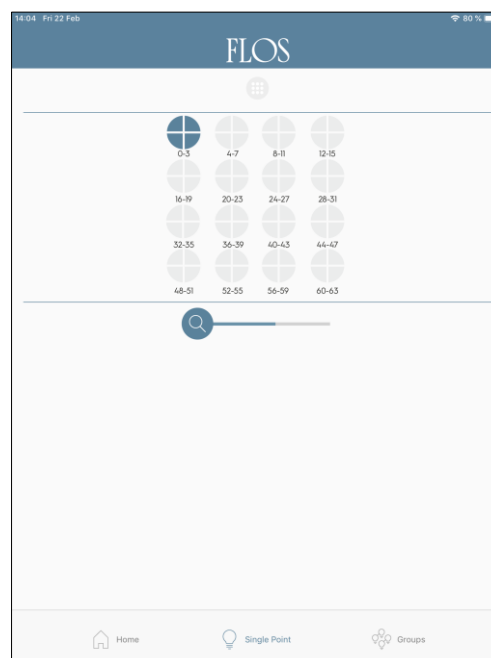 14:04 Fri 22 Feb 80 %
FLOS
0-3 4-7 8-11 12-15
16-19 20-23 24-27 28-31
32-35 36-39 40-43 44-47
48-51 52-55 56-59 60-63
Home Single Point Groups